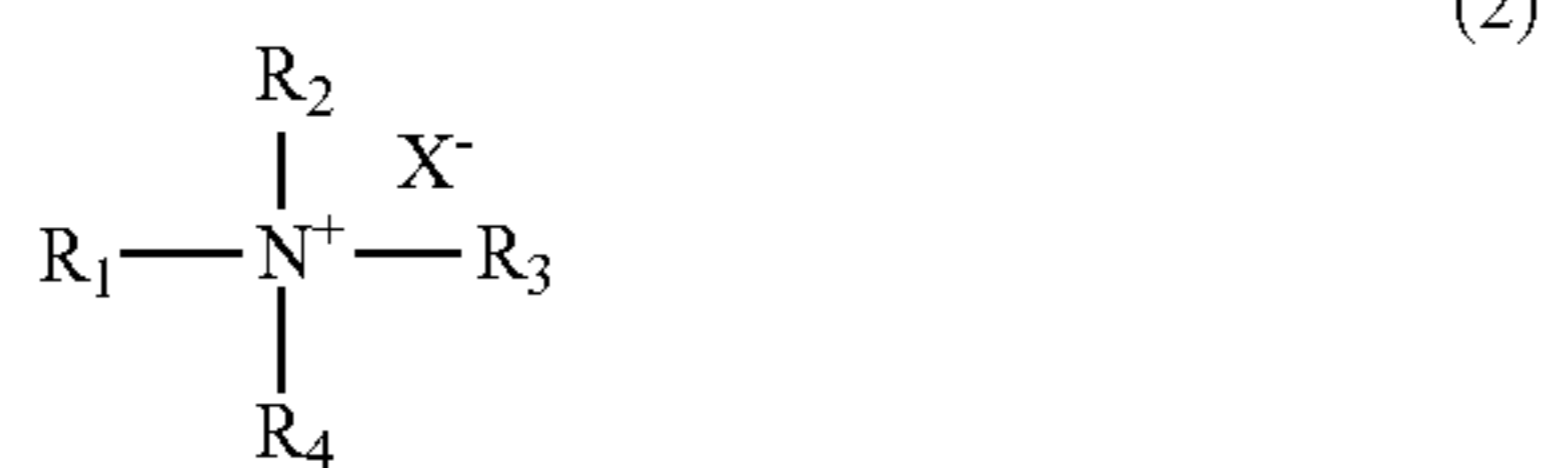 (2)
R₂
X⁻
R₁—N⁺—R₃
R₄